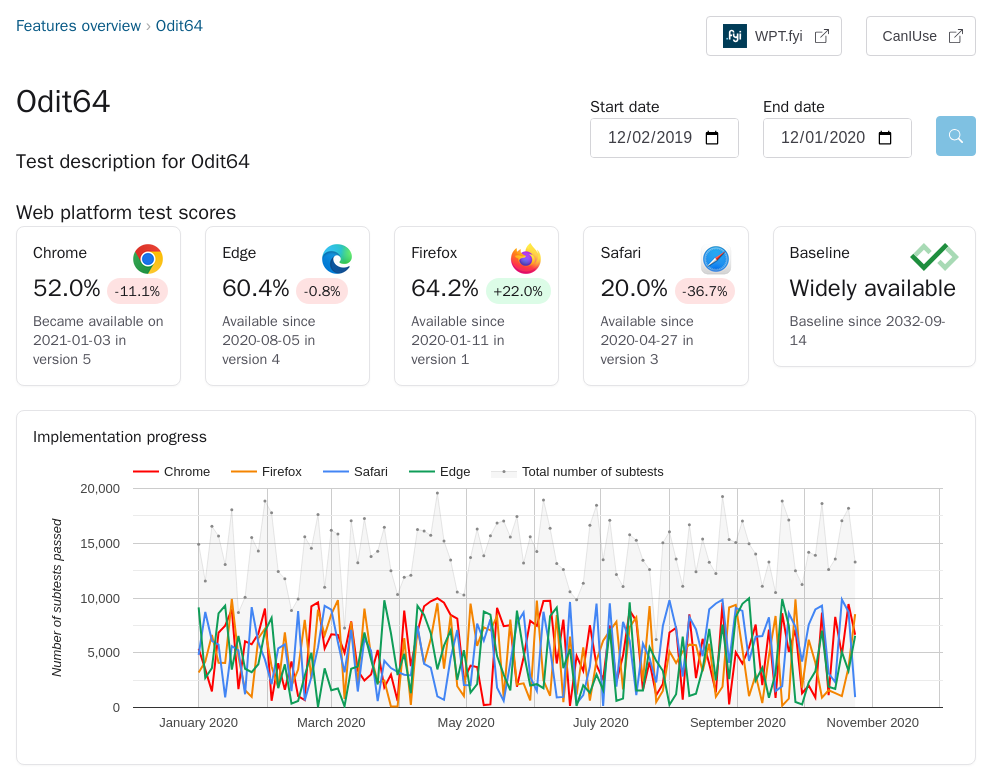 Features overview › Odit64
.fyi WPT.fyi
CanIUse
Odit64
Start date
End date
12/02/2019
12/01/2020
Test description for Odit64
Web platform test scores
Chrome
52.0% -11.1%
Became available on
2021-01-03 in
version 5
Edge
60.4% -0.8%
Available since
2020-08-05 in
version 4
Firefox
64.2% +22.0%
Available since
2020-01-11 in
version 1
Safari
20.0% -36.7%
Available since
2020-04-27 in
version 3
Baseline
Widely available
Baseline since 2032-09-
14
Implementation progress
Chrome Firefox Safari Edge Total number of subtests
Number of subtests passed
20,000
15,000
10,000
5,000
0
January 2020 March 2020 May 2020 July 2020 September 2020 November 2020